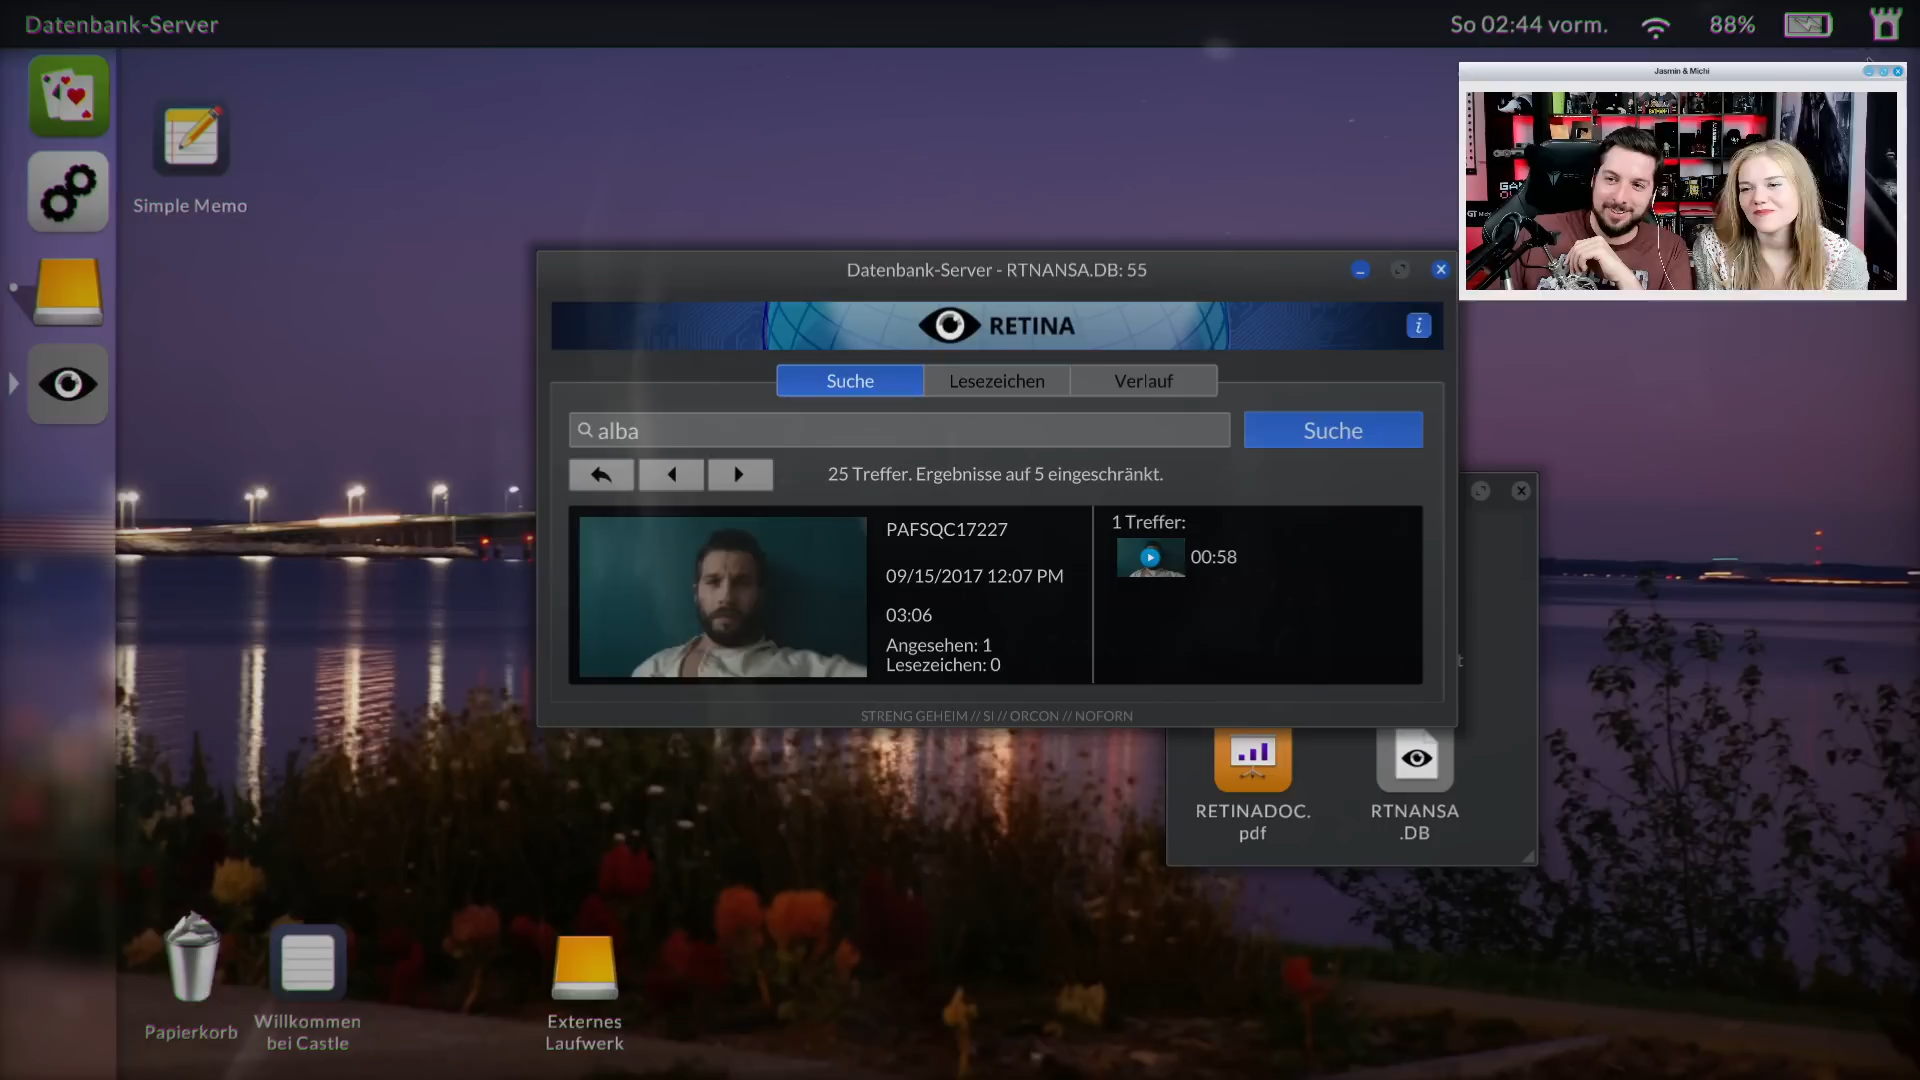 Datenbank-Server
So 02:44 vorm.
88%
Jasmin & Michi
Simple Memo
Datenbank-Server - RTNANSA.DB: 55
RETINA
i
Suche
Lesezeichen
Verlauf
alba
Suche
25 Treffer. Ergebnisse auf 5 eingeschränkt.
PAFSQC17227
09/15/2017 12:07 PM
03:06
Angesehen: 1
Lesezeichen: 0
1 Treffer:
00:58
STRENG GEHEIM // SI // ORCON // NOFORN
RETINADOC.
pdf
RTNANSA
.DB
Papierkorb
Willkommen
bei Castle
Externes
Laufwerk